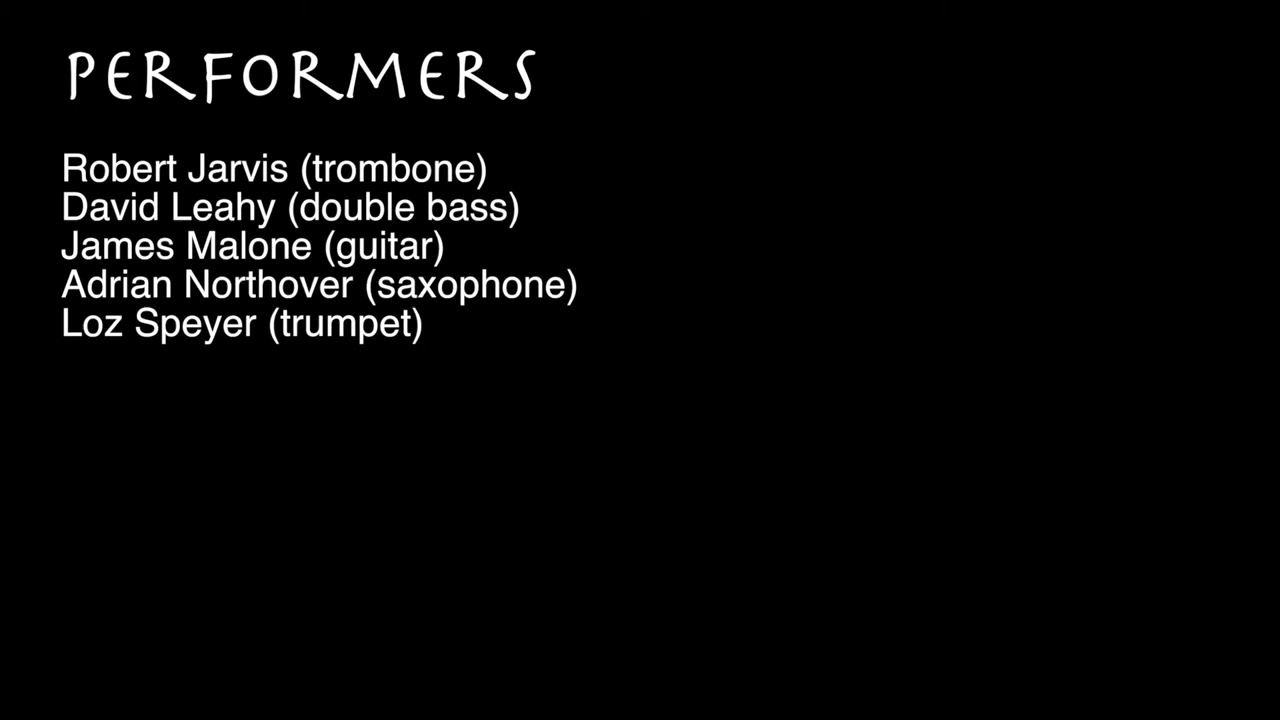 PERFORMERS
Robert Jarvis (trombone)
David Leahy (double bass)
James Malone (guitar)
Adrian Northover (saxophone)
Loz Speyer (trumpet)